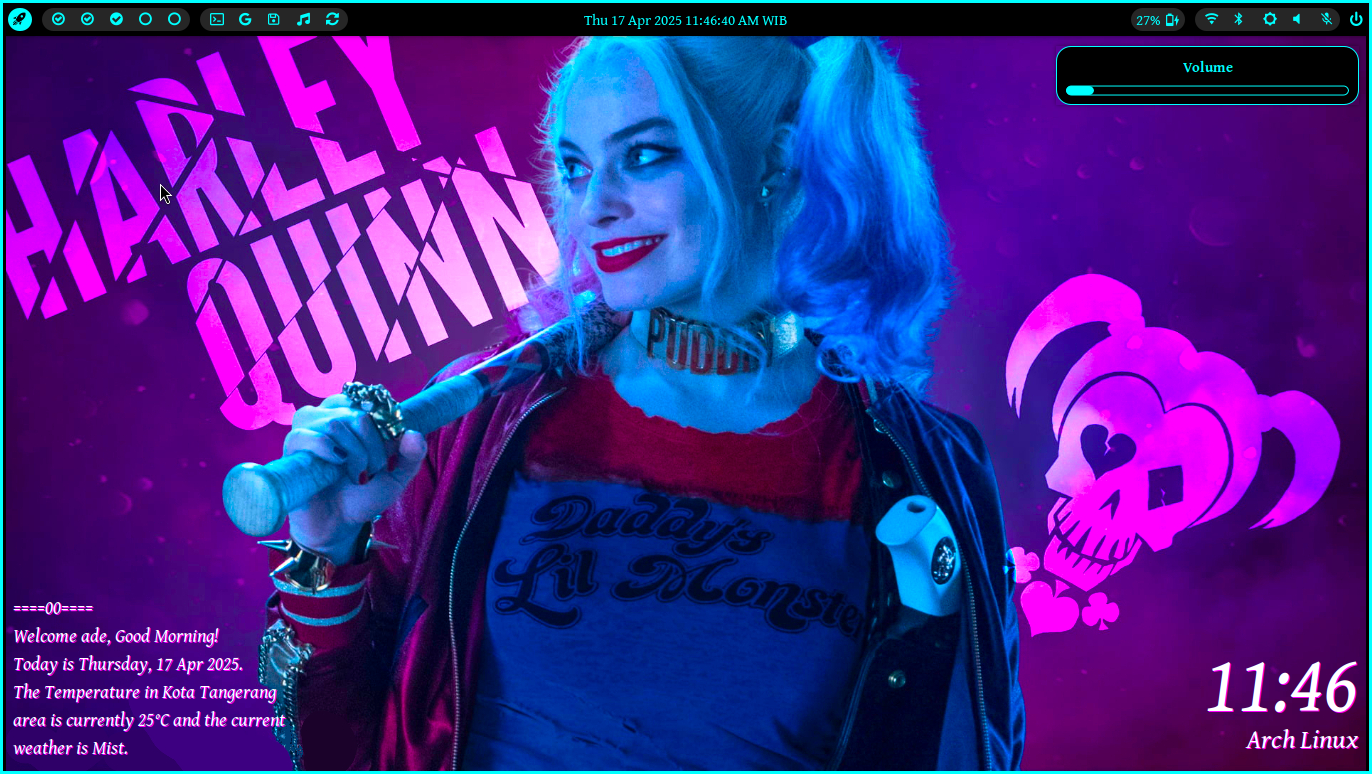 Thu 17 Apr 2025 11:46:40 AM WIB
27%
Volume
HARLEY
QUINN
PUDDIN
Daddy's
Lil Monster
====00====
Welcome ade, Good Morning!
Today is Thursday, 17 Apr 2025.
The Temperature in Kota Tangerang
area is currently 25°C and the current
weather is Mist.
11:46
Arch Linux